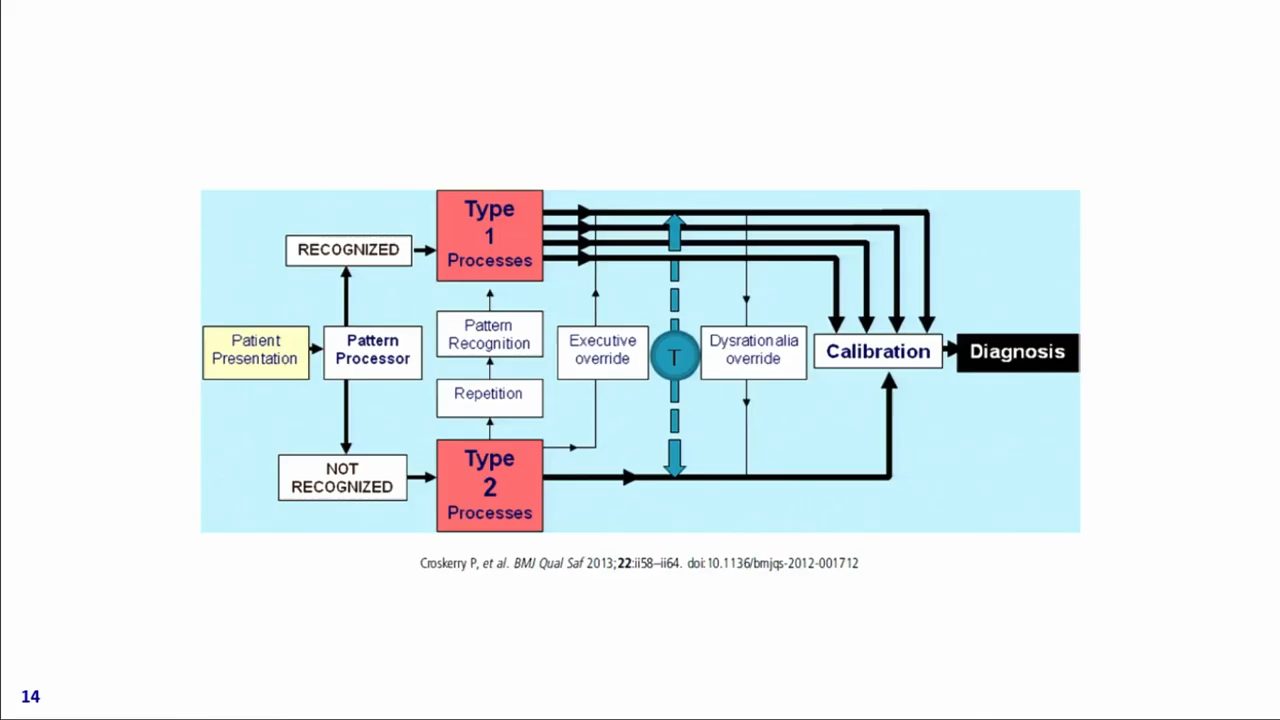 Type
1
Processes
RECOGNIZED
Patient
Presentation
Pattern
Processor
Pattern
Recognition
Repetition
Executive
override
T
Dysrationalia
override
Calibration
Diagnosis
NOT
RECOGNIZED
Type
2
Processes
Croskerry P, et al. BMJ Qual Saf 2013;22:ii58–ii64. doi:10.1136/bmjqs-2012-001712
14